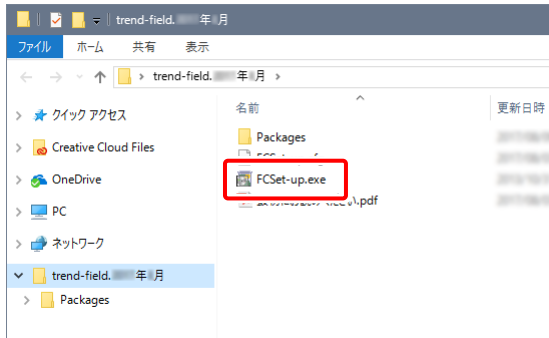 trend-field. 年 月
ファイル ホーム 共有 表示
trend-field. 年 月
クイック アクセス
Creative Cloud Files
OneDrive
PC
ネットワーク
trend-field. 年 月
Packages
名前 更新日時
Packages
FCSet-up.exe
.pdf